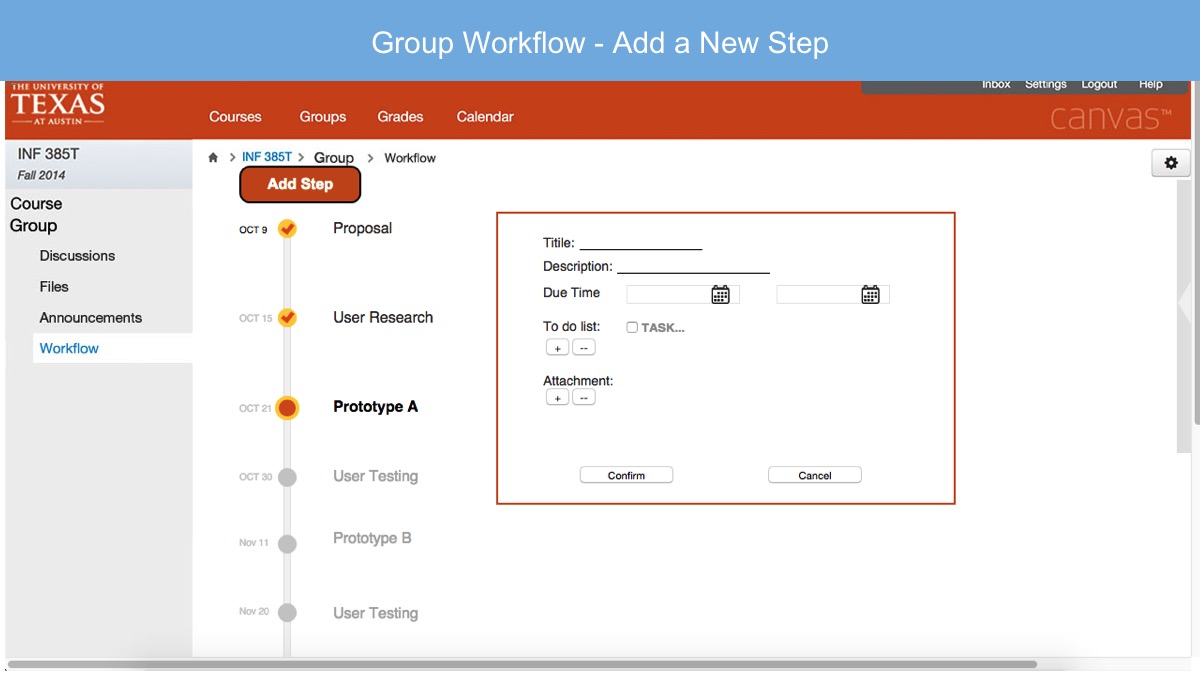 Group Workflow - Add a New Step
THE UNIVERSITY OF
TEXAS
AT AUSTIN
Inbox Settings Logout Help
Courses Groups Grades Calendar
canvas™
INF 385T
Fall 2014
Course
Group
Discussions
Files
Announcements
Workflow
> INF 385T > Group > Workflow
Add Step
OCT 9 Proposal
OCT 15 User Research
OCT 21 Prototype A
OCT 30 User Testing
Nov 11 Prototype B
Nov 20 User Testing
Titile: ______________
Description: __________________
Due Time
To do list: TASK...
+ --
Attachment:
+ --
Confirm Cancel